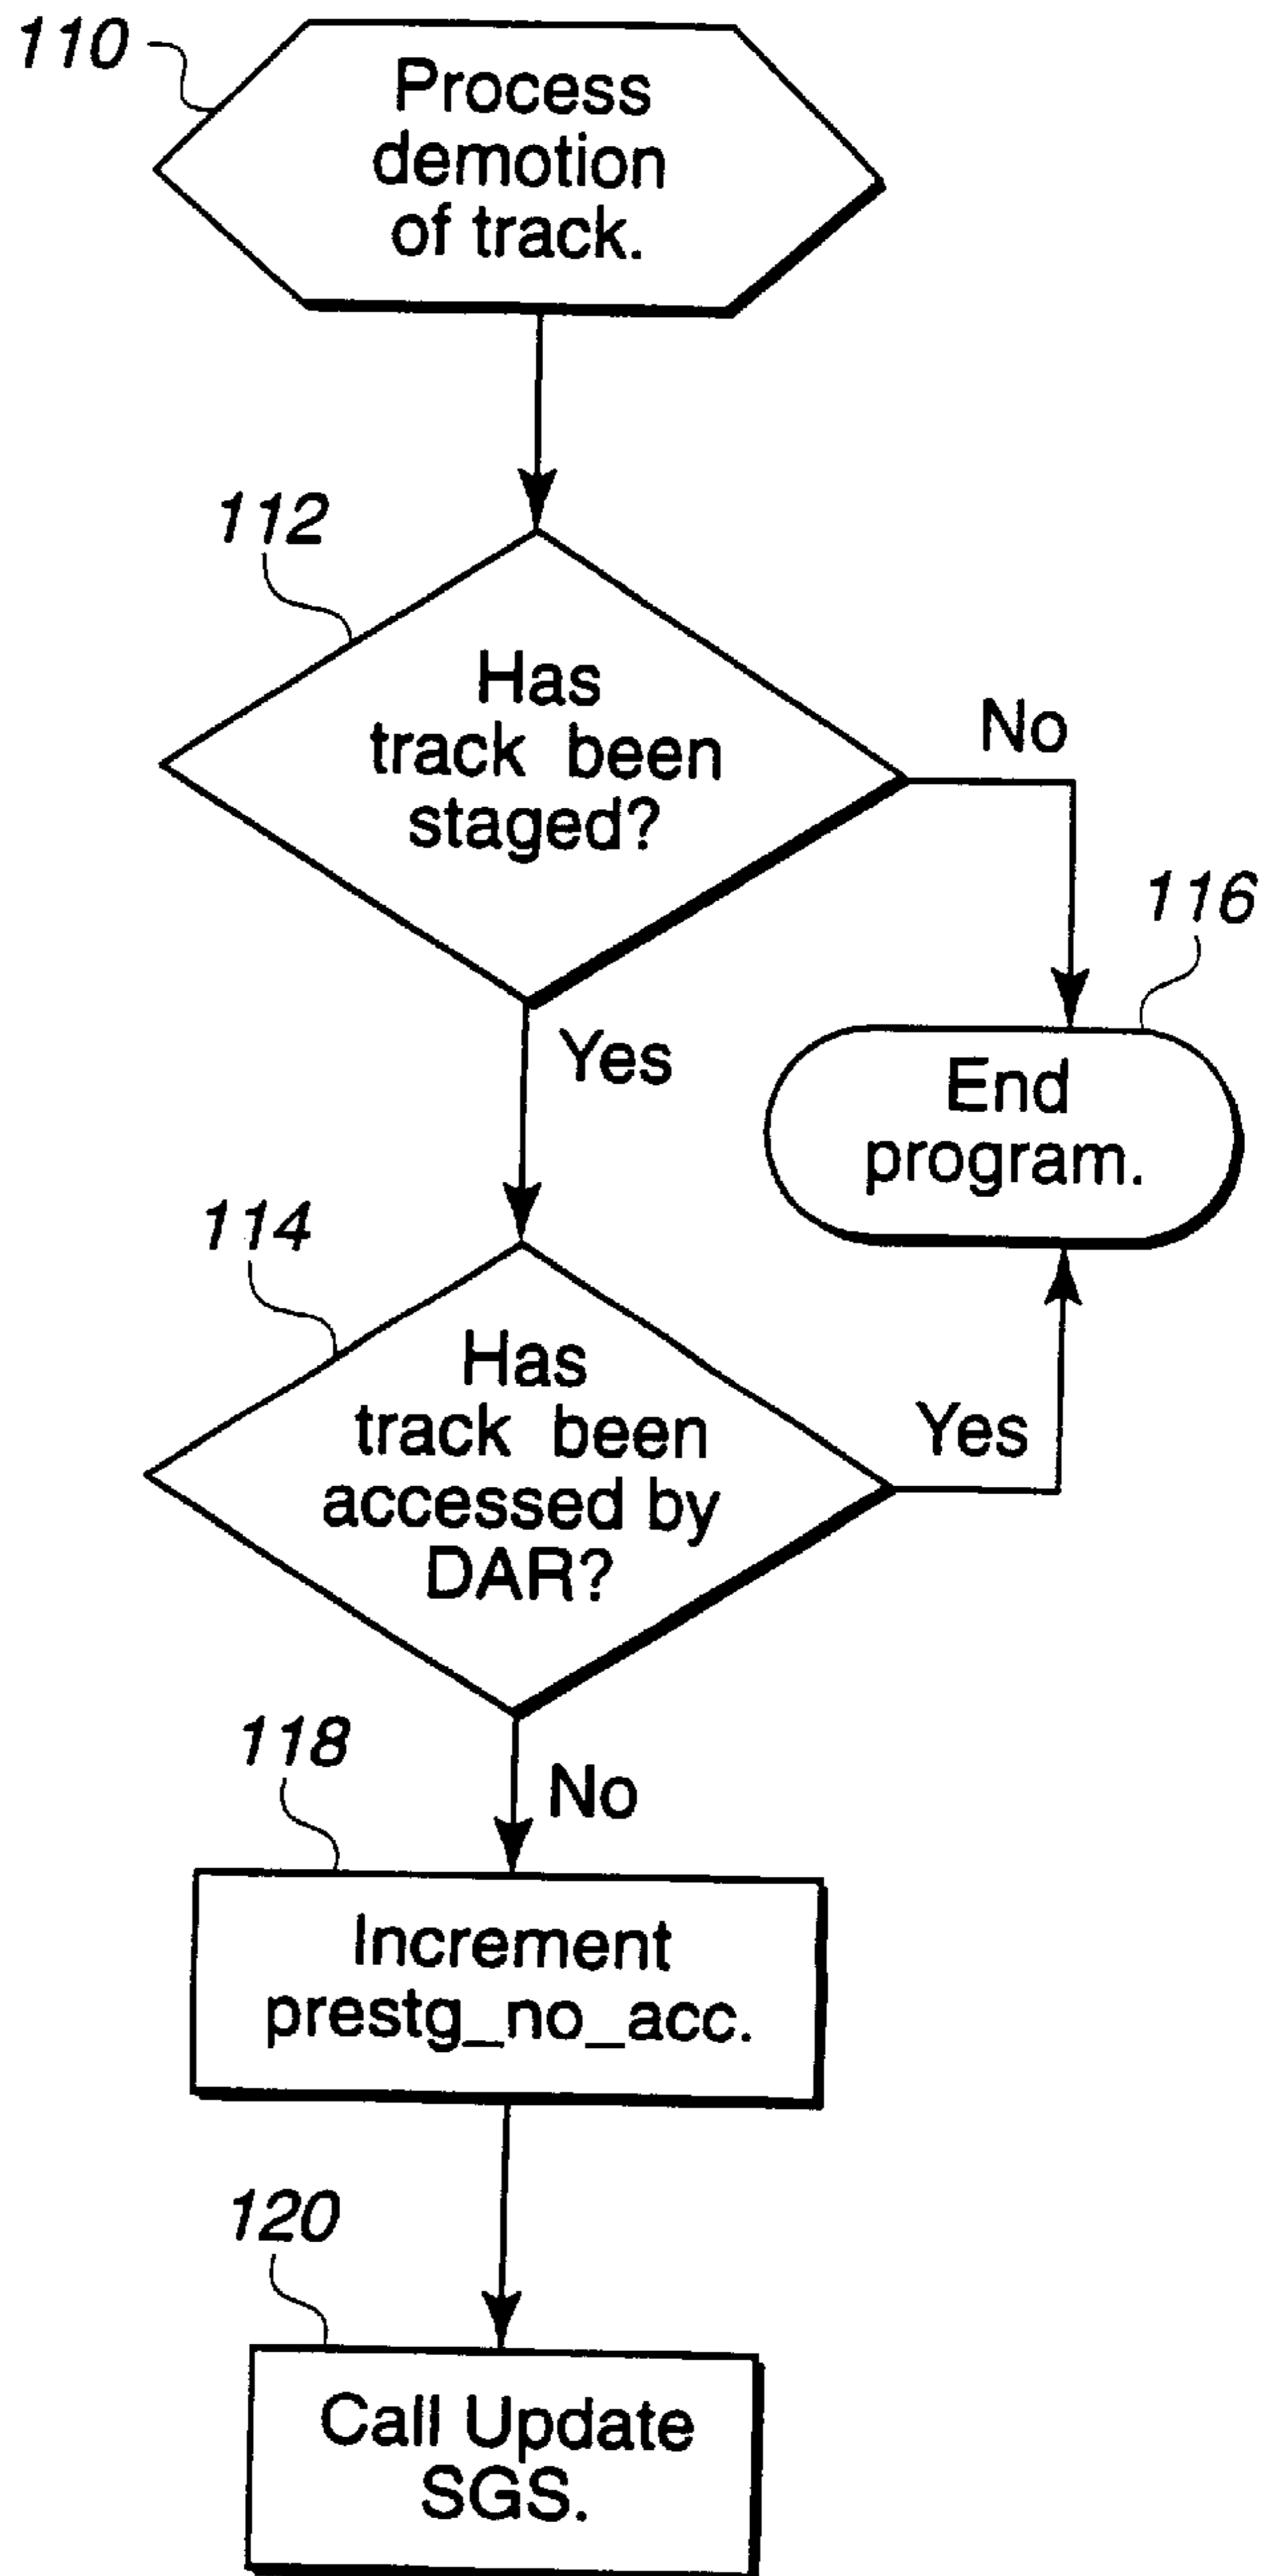 110
Process
demotion
of track.
112
Has
track been
staged?
No
116
End
program.
Yes
114
Has
track been
accessed by
DAR?
Yes
118
No
Increment
prestg_no_acc.
120
Call Update
SGS.